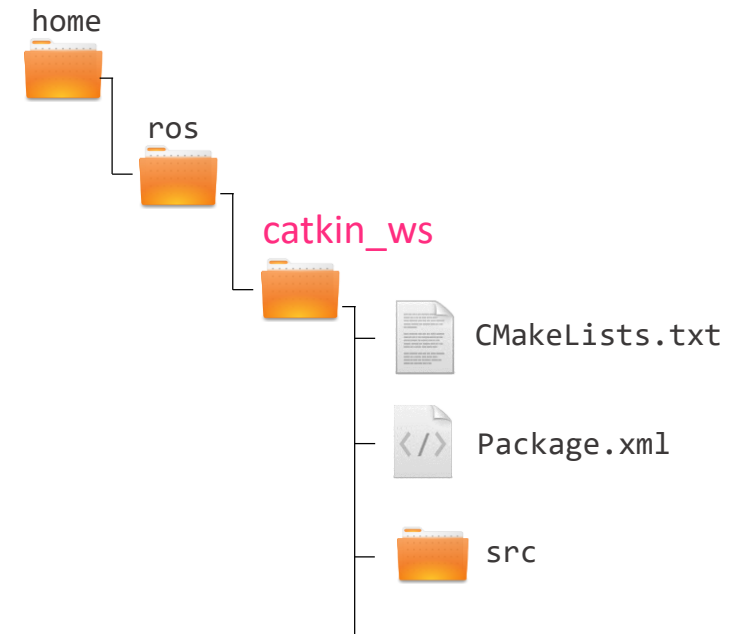 home
ros
catkin_ws
CMakeLists.txt
Package.xml
src